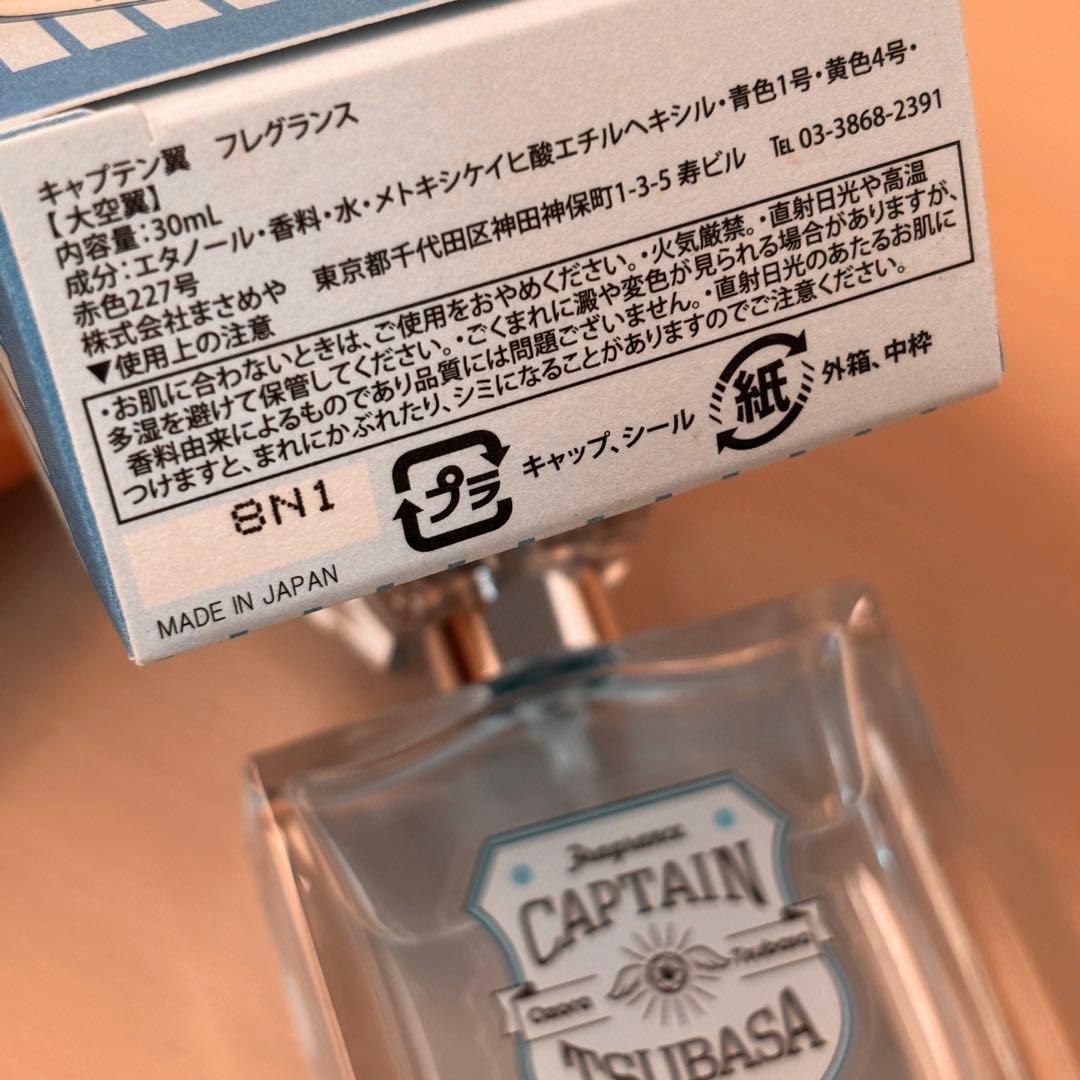 キャプテン翼　フレグランス
【大空翼】
内容量：30mL
成分：エタノール・香料・水・メトキシケイヒ酸エチルヘキシル・青色1号・黄色4号・
赤色227号
株式会社まさめや　東京都千代田区神田神保町1-3-5 寿ビル　TEL 03-3868-2391
▼使用上の注意
・お肌に合わないときは、ご使用をおやめください。・火気厳禁。・直射日光や高温
多湿を避けて保管してください。・ごくまれに澱や変色が見られる場合がありますが、
香料由来によるものであり品質には問題ございません。・直射日光のあたるお肌に
つけますと、まれにかぶれたり、シミになることがありますのでご注意ください。
8N1
プラ キャップ、シール
紙 外箱、中枠
MADE IN JAPAN
Fragrance
CAPTAIN
Ozora Tsubasa
TSUBASA